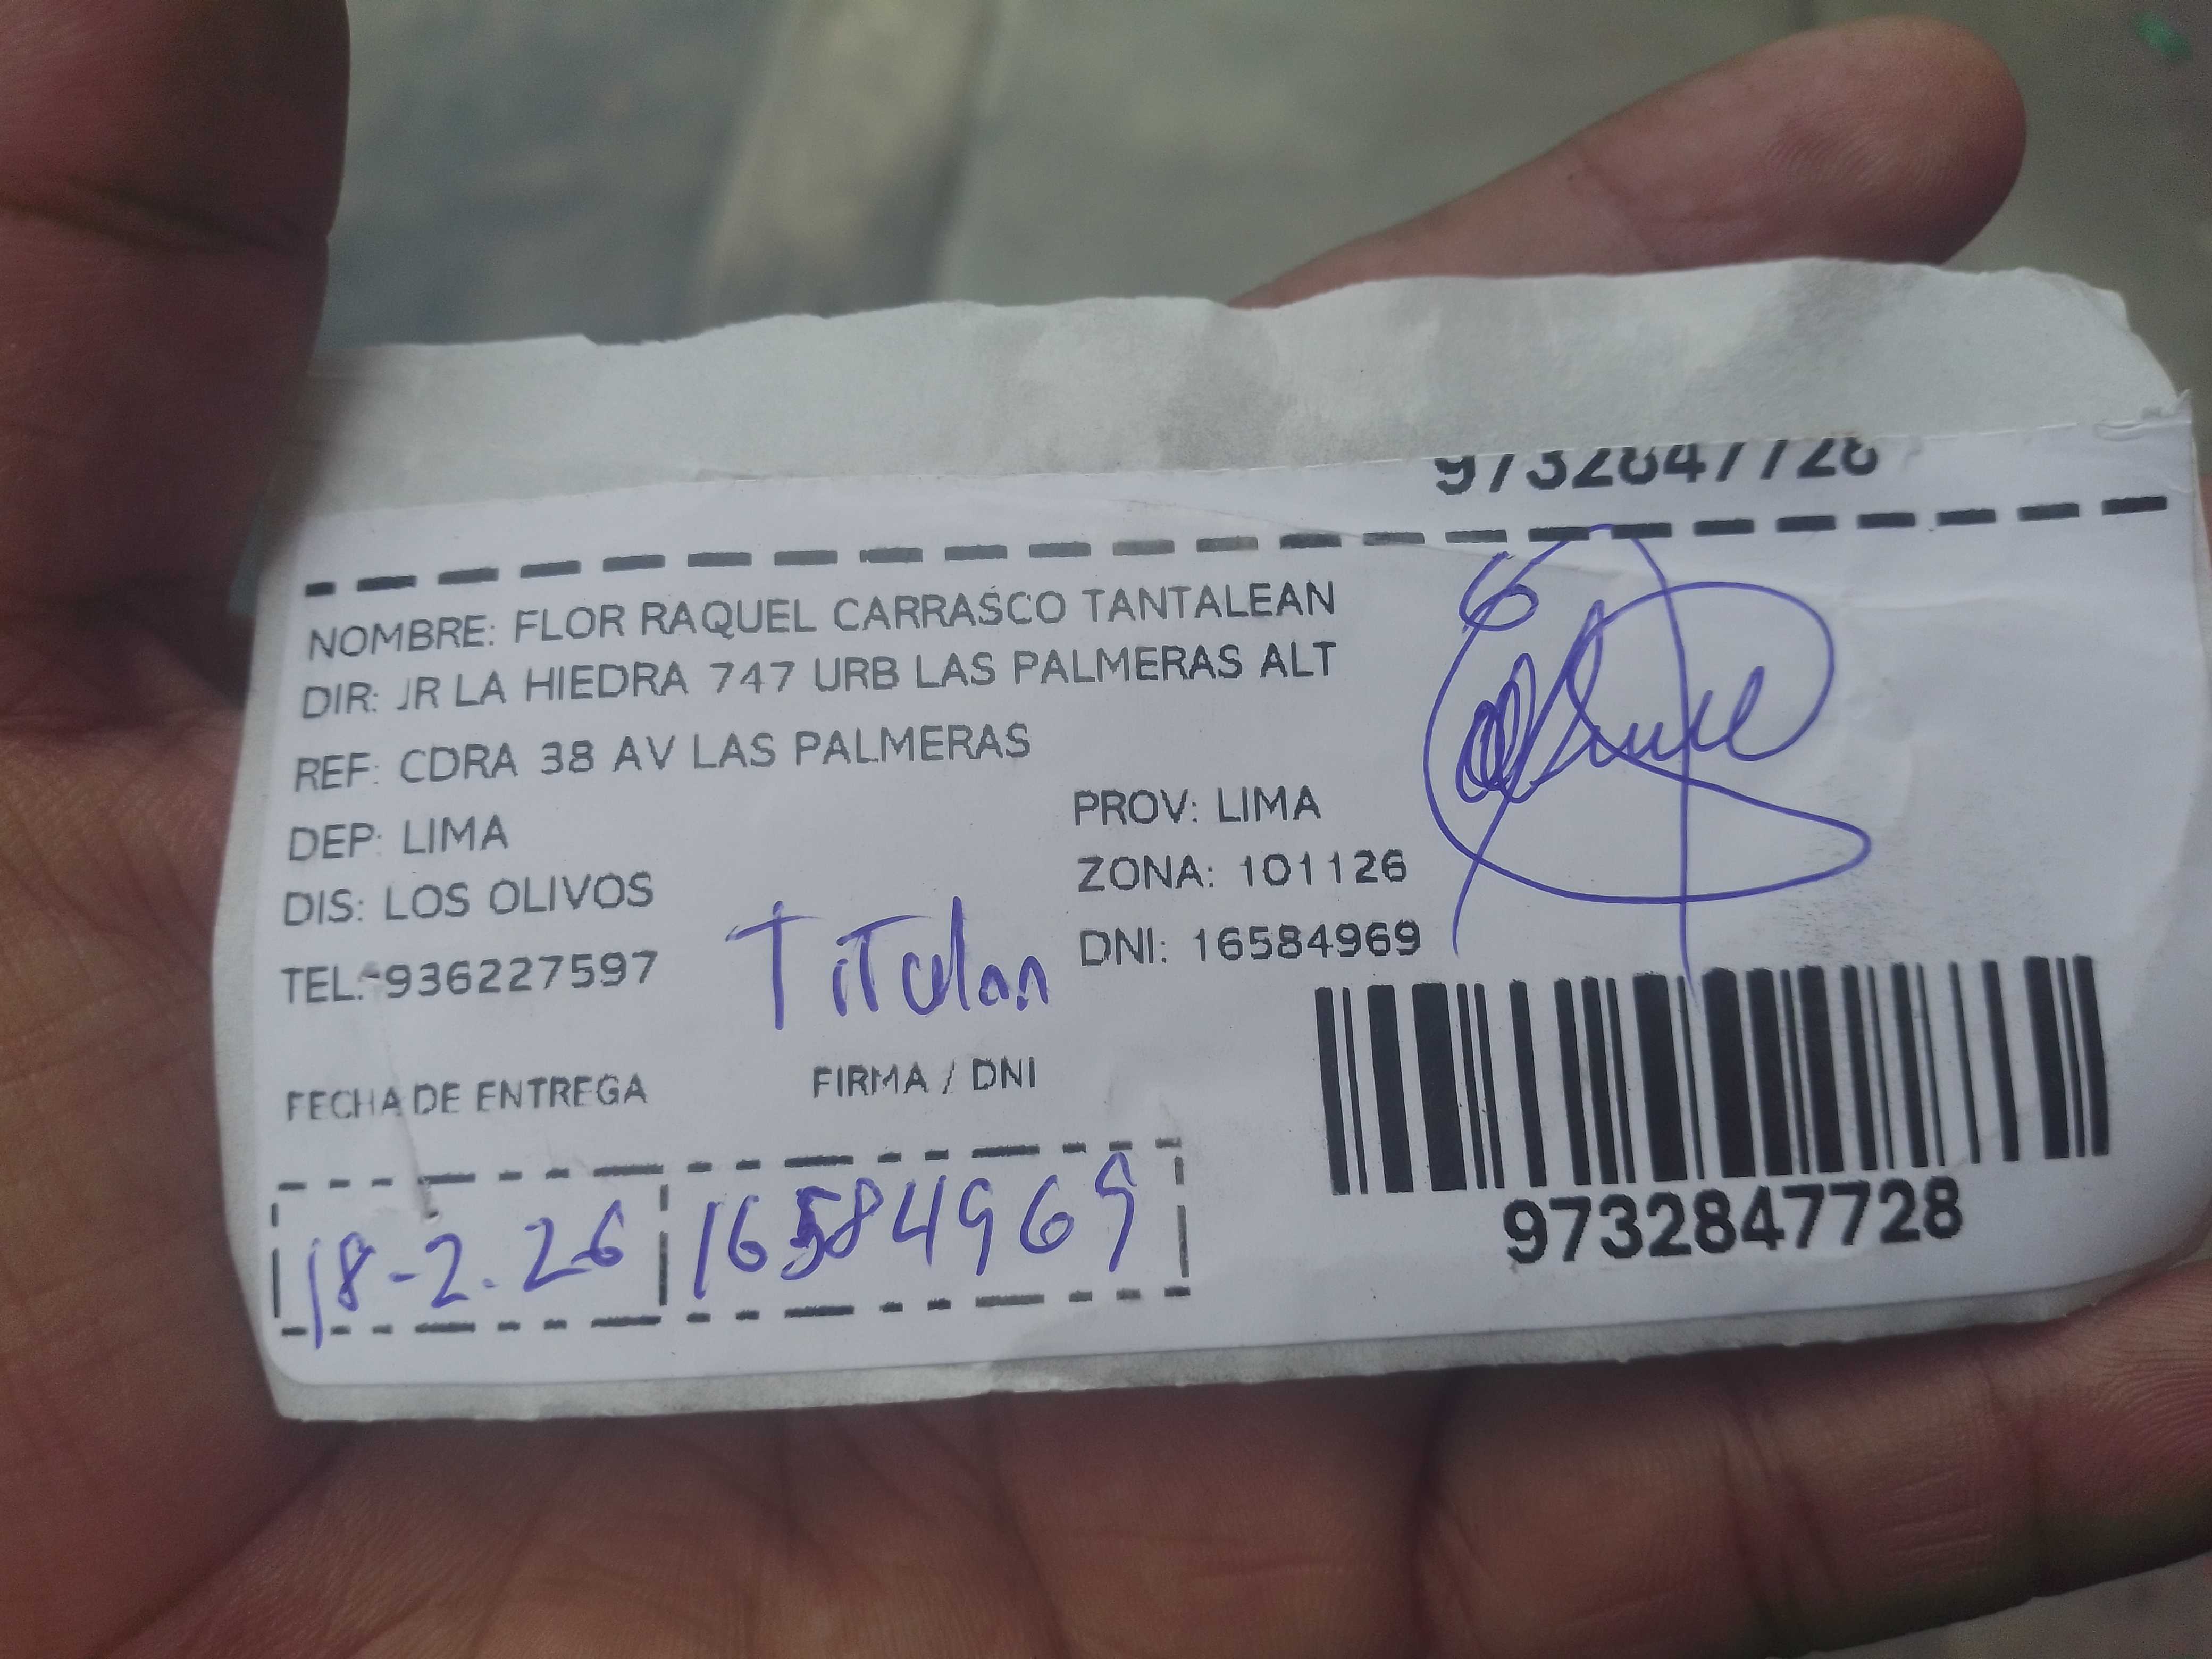 9732847728
NOMBRE: FLOR RAQUEL CARRASCO TANTALEAN
DIR: JR LA HIEDRA 747 URB LAS PALMERAS ALT
REF: CDRA 38 AV LAS PALMERAS
DEP: LIMA
PROV: LIMA
DIS: LOS OLIVOS
ZONA: 101126
TEL:-936227597
Titular
DNI: 16584969
FECHA DE ENTREGA
FIRMA / DNI
18-2.26
16584969
9732847728